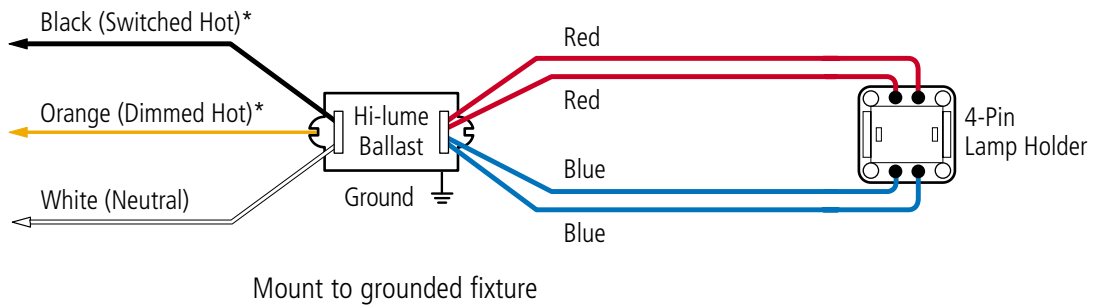 Black (Switched Hot)*
Red
Orange (Dimmed Hot)*
Hi-lume
Ballast
Red
4-Pin
Lamp Holder
Blue
White (Neutral)
Ground
Blue
Mount to grounded fixture